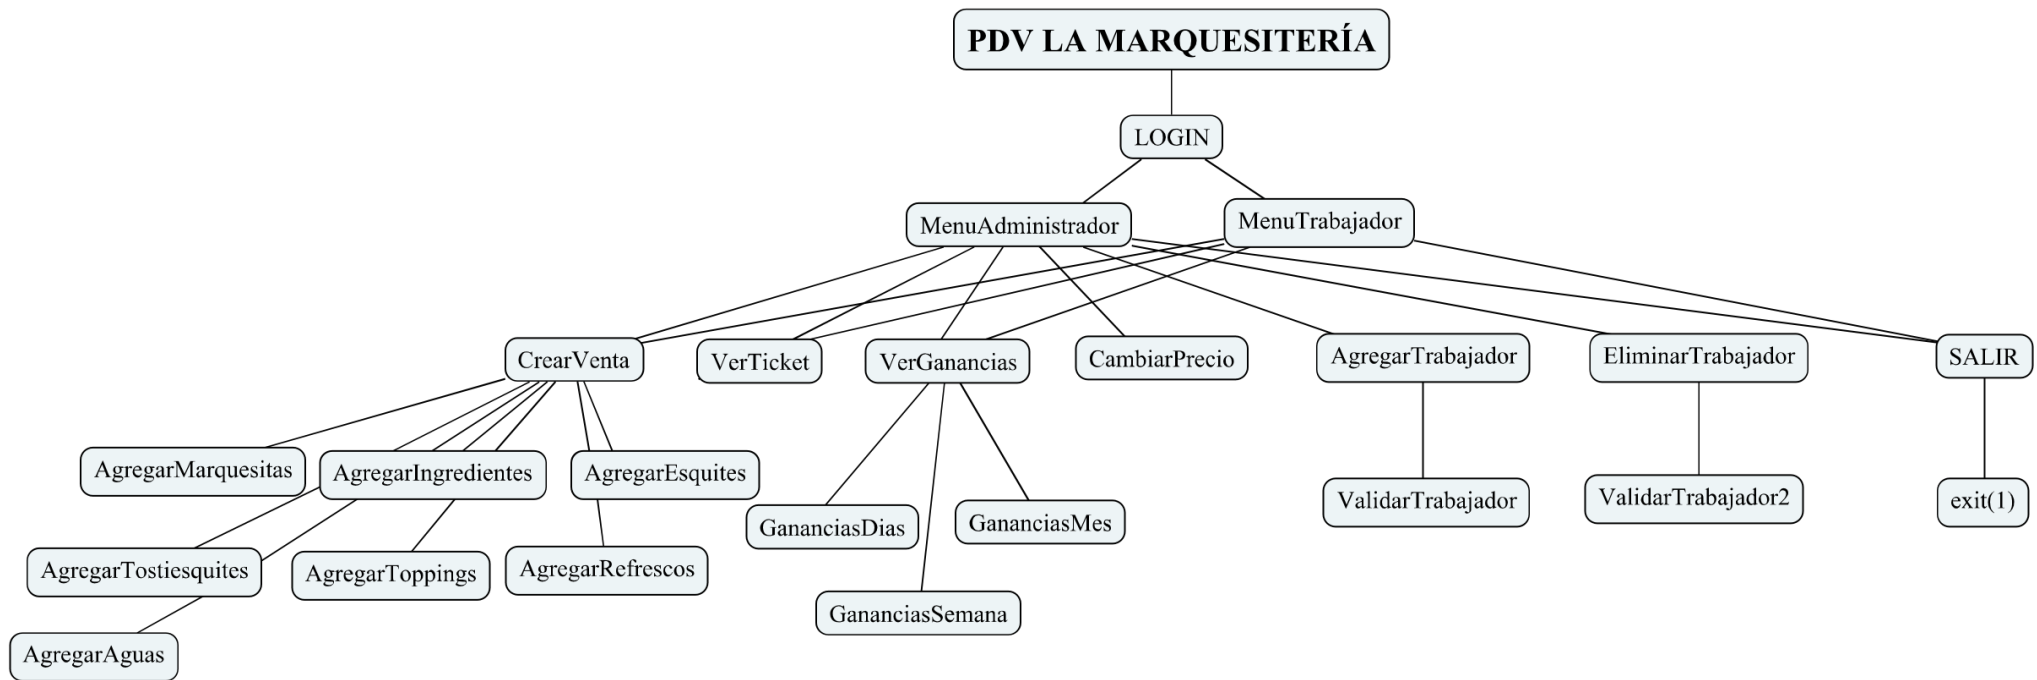 PDV LA MARQUESITERÍA
LOGIN
MenuAdministrador
MenuTrabajador
CrearVenta
VerTicket
VerGanancias
CambiarPrecio
AgregarTrabajador
EliminarTrabajador
SALIR
AgregarMarquesitas
AgregarIngredientes
AgregarEsquites
GananciasDias
GananciasMes
ValidarTrabajador
ValidarTrabajador2
exit(1)
AgregarTostiesquites
AgregarToppings
AgregarRefrescos
GananciasSemana
AgregarAguas